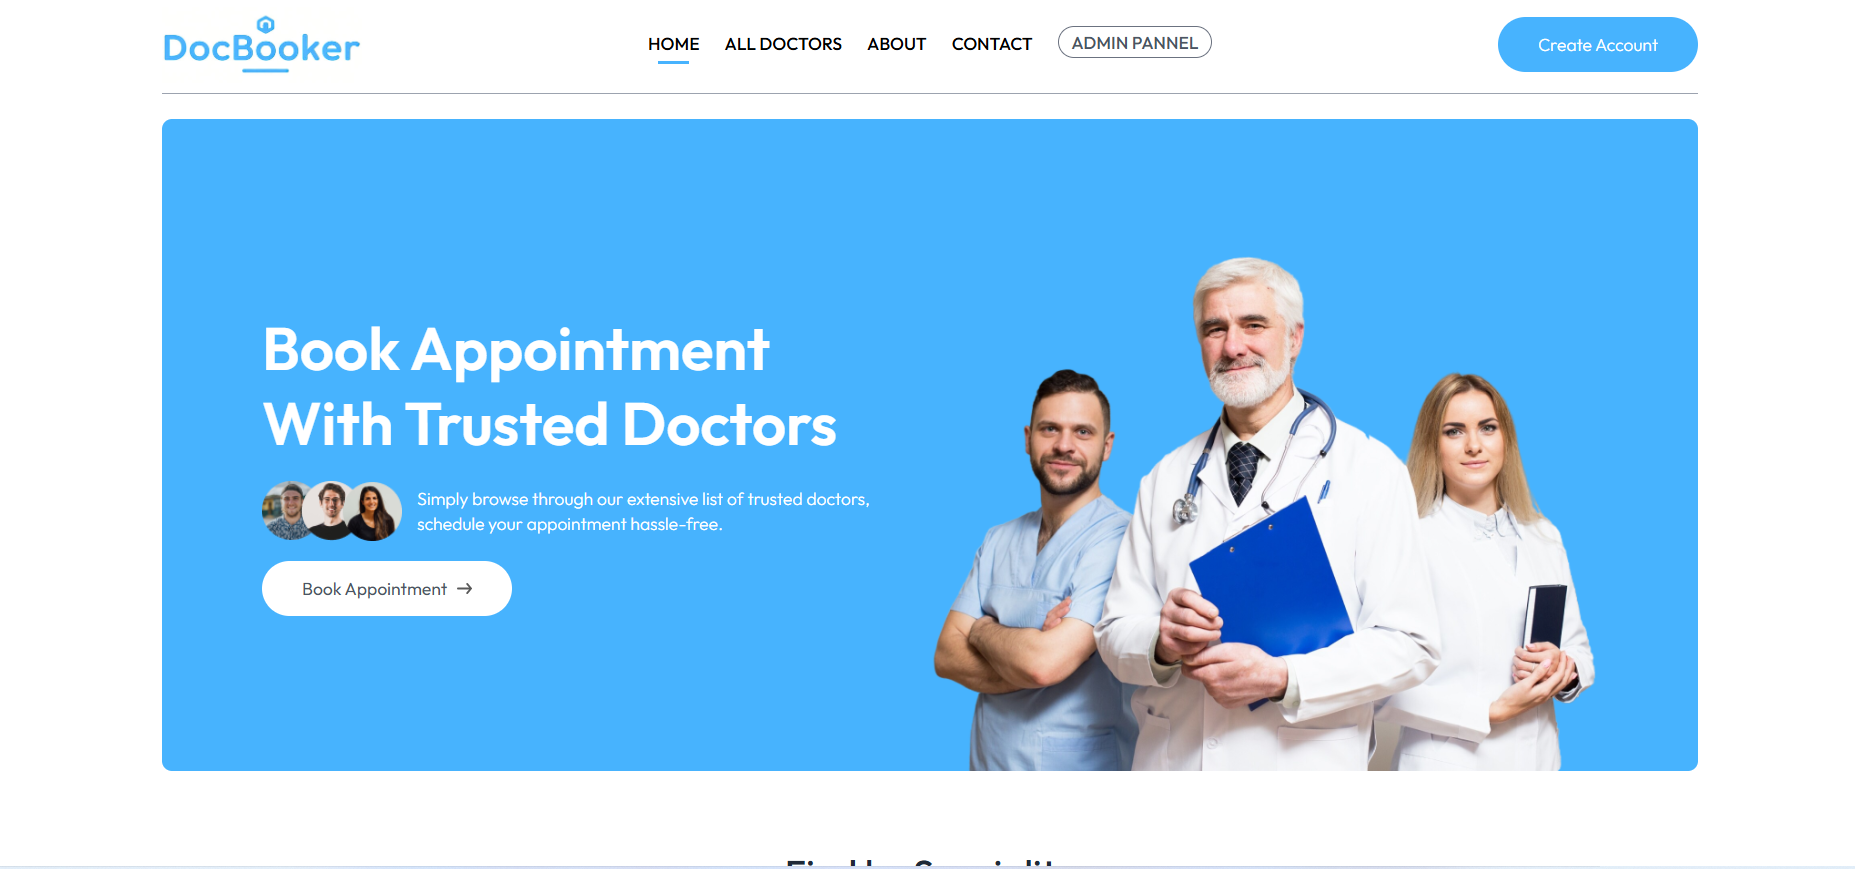 DocBooker
HOME
ALL DOCTORS
ABOUT
CONTACT
ADMIN PANNEL
Create Account
Book Appointment
With Trusted Doctors
Simply browse through our extensive list of trusted doctors,
schedule your appointment hassle-free.
Book Appointment →